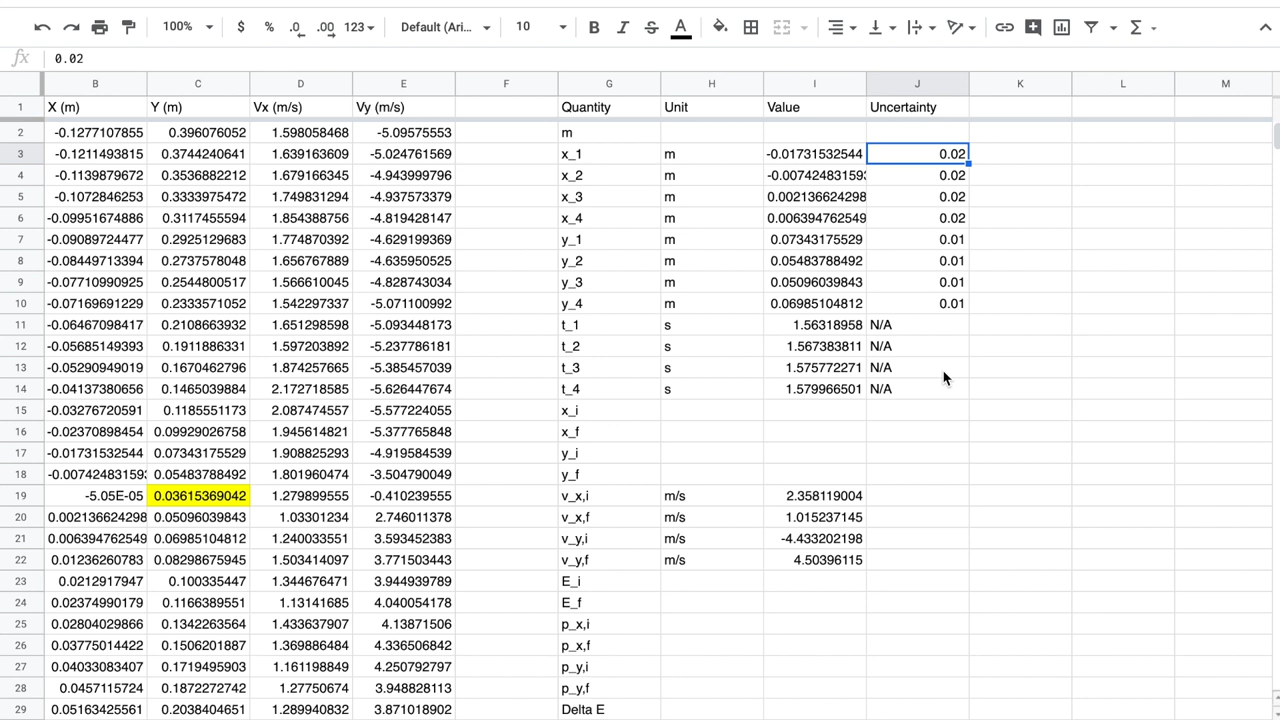 100% $ % .0 .00 123 Default (Ari... 10 B I S A Σ
fx 0.02
B C D E F G H I J K L M
1 X (m) Y (m) Vx (m/s) Vy (m/s) Quantity Unit Value Uncertainty
2 -0.1277107855 0.396076052 1.598058468 -5.09575553 m
3 -0.1211493815 0.3744240641 1.639163609 -5.024761569 x_1 m -0.01731532544 0.02
4 -0.1139879672 0.3536882212 1.679166345 -4.943999796 x_2 m -0.00742483159 0.02
5 -0.1072846253 0.3333975472 1.749831294 -4.937573379 x_3 m 0.002136624298 0.02
6 -0.09951674886 0.3117455594 1.854388756 -4.819428147 x_4 m 0.006394762549 0.02
7 -0.09089724477 0.2925129683 1.774870392 -4.629199369 y_1 m 0.07343175529 0.01
8 -0.08449713394 0.2737578048 1.656767889 -4.635950525 y_2 m 0.05483788492 0.01
9 -0.07710990925 0.2544800517 1.566610045 -4.828743034 y_3 m 0.05096039843 0.01
10 -0.07169691229 0.2333571052 1.542297337 -5.071100992 y_4 m 0.06985104812 0.01
11 -0.06467098417 0.2108663932 1.651298598 -5.093448173 t_1 s 1.56318958 N/A
12 -0.05685149393 0.1911886331 1.597203892 -5.237786181 t_2 s 1.567383811 N/A
13 -0.05290949019 0.1670462796 1.874257665 -5.385457039 t_3 s 1.575772271 N/A
14 -0.04137380656 0.1465039884 2.172718585 -5.626447674 t_4 s 1.579966501 N/A
15 -0.03276720591 0.1185551173 2.087474557 -5.577224055 x_i
16 -0.02370898454 0.09929026758 1.945614821 -5.377765848 x_f
17 -0.01731532544 0.07343175529 1.908825293 -4.919584539 y_i
18 -0.00742483159 0.05483788492 1.801960474 -3.504790049 y_f
19 -5.05E-05 0.03615369042 1.279899555 -0.410239555 v_x,i m/s 2.358119004
20 0.002136624298 0.05096039843 1.03301234 2.746011378 v_x,f m/s 1.015237145
21 0.006394762549 0.06985104812 1.240033551 3.593452383 v_y,i m/s -4.433202198
22 0.01236260783 0.08298675945 1.503414097 3.771503443 v_y,f m/s 4.50396115
23 0.0212917947 0.100335447 1.344676471 3.944939789 E_i
24 0.02374990179 0.1166389551 1.13141685 4.040054178 E_f
25 0.02804029866 0.1342263564 1.433637907 4.13871506 p_x,i
26 0.03775014422 0.1506201887 1.369886484 4.336506842 p_x,f
27 0.04033083407 0.1719495903 1.161198849 4.250792797 p_y,i
28 0.0457115724 0.1872272742 1.27750674 3.948828113 p_y,f
29 0.05163425561 0.2038404651 1.289940832 3.871018902 Delta E